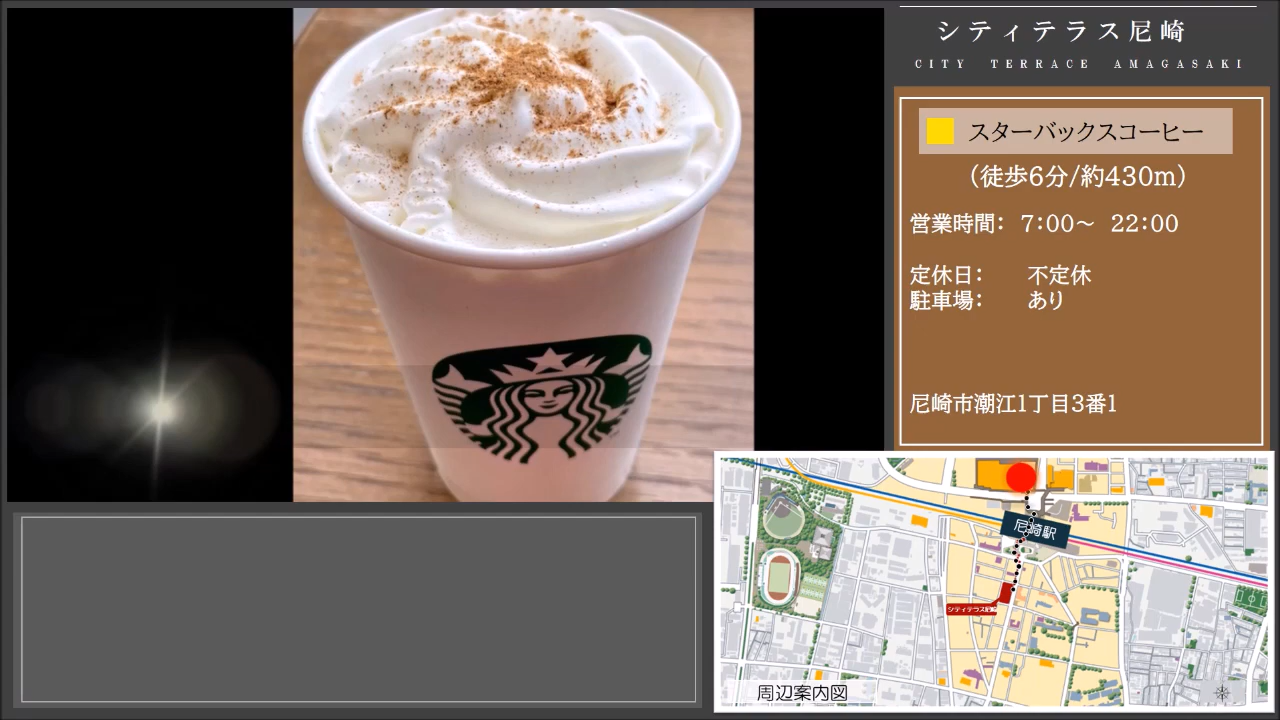 シティテラス尼崎
CITY TERRACE AMAGASAKI
スターバックスコーヒー
（徒歩6分/約430m）
営業時間： 7:00～ 22:00
定休日： 不定休
駐車場： あり
尼崎市潮江1丁目3番1
尼崎駅
シティテラス尼崎
周辺案内図